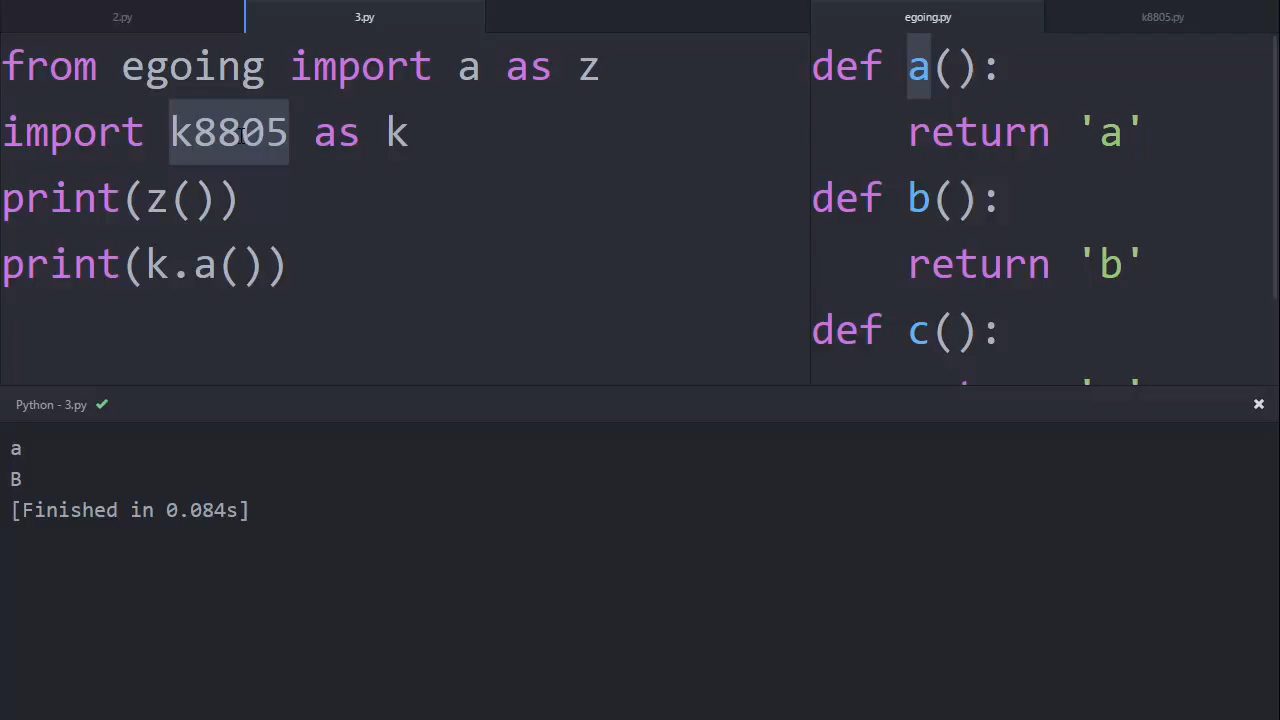 2.py
3.py
from egoing import a as z
import k8805 as k
print(z())
print(k.a())
egoing.py
k8805.py
def a():
    return 'a'
def b():
    return 'b'
def c():
Python - 3.py
a
B
[Finished in 0.084s]